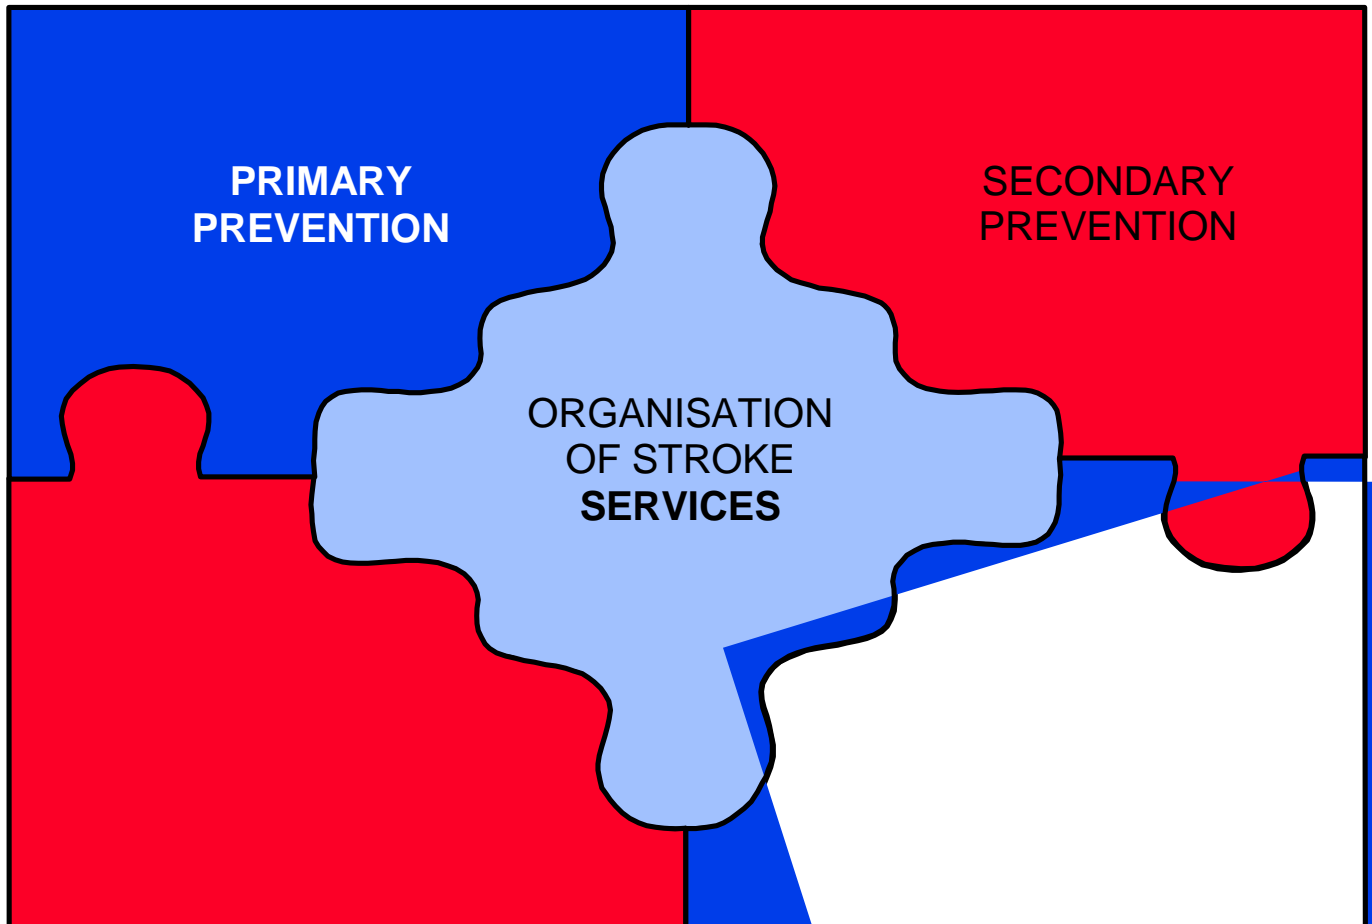 PRIMARY
PREVENTION
SECONDARY
PREVENTION
ORGANISATION
OF STROKE
SERVICES